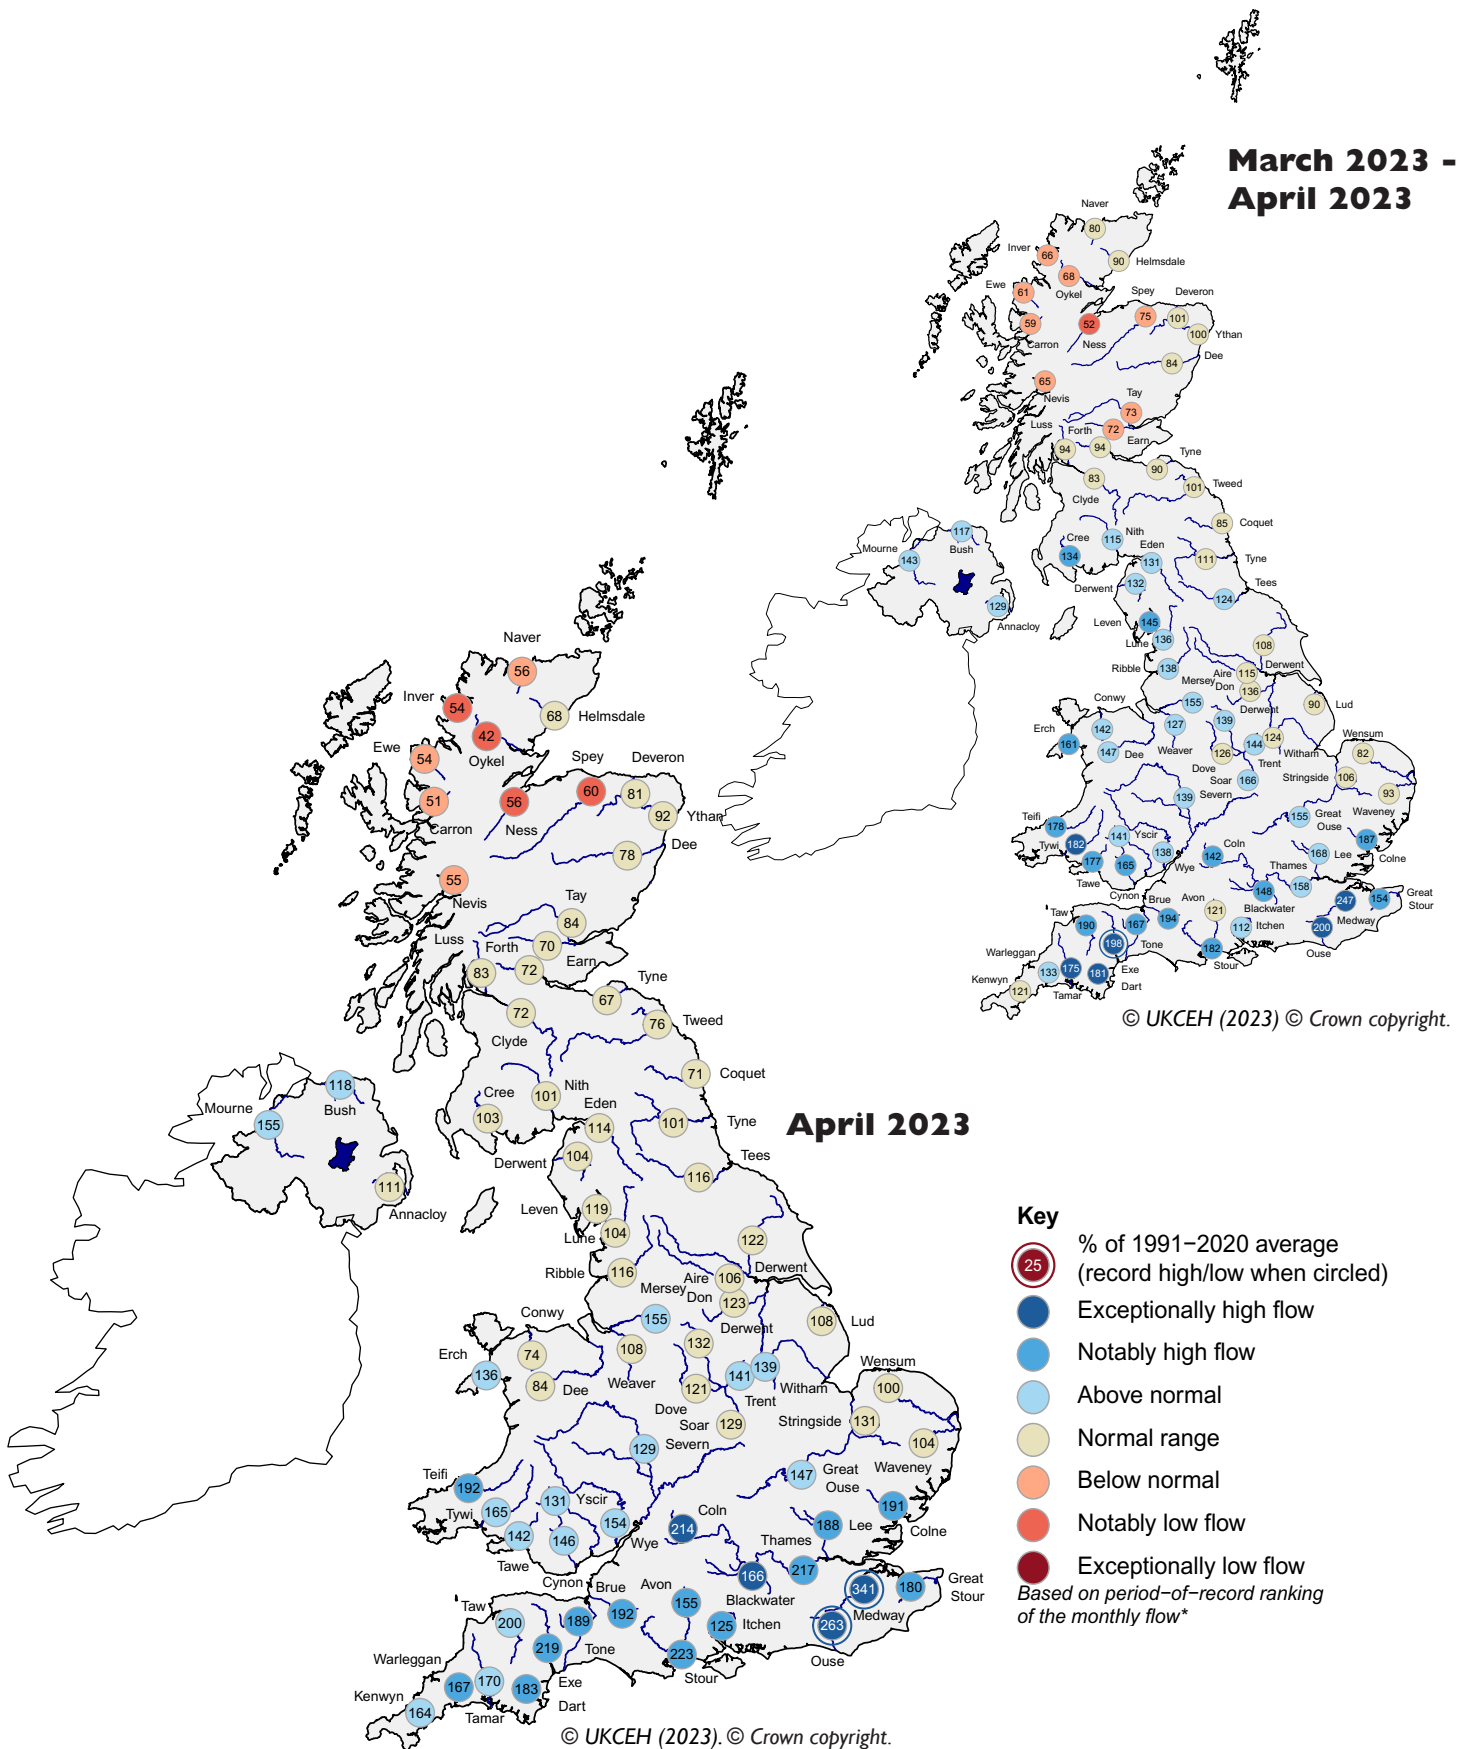 March 2023 -
April 2023
Naver
80
Inver
66
90
Helmsdale
68
Ewe
61
Oykel
Spey
Deveron
59
52
75
101
Carron
Ness
100
Ythan
84
Dee
65
Nevis
Tay
73
Luss
Forth
72
94
94
Earn
Tyne
90
83
101
Tweed
Clyde
85
Coquet
117
Nith
Cree
115
Mourne
Bush
Eden
143
134
131
111
Tyne
Derwent
132
Tees
129
124
Annacloy
Leven
145
Lune
136
108
Ribble
138
Aire
115
Derwent
Mersey
Don
136
Conwy
155
Derwent
90
Lud
Erch
142
127
139
124
161
147
Dee
Weaver
126
144
Witham
Wensum
82
Dove
Trent
Soar
166
Stringside
106
139
Severn
93
Waveney
Teifi
178
155
Great
Ouse
141
Yscir
187
Tywi
182
Coln
138
142
168
Lee
Colne
177
165
Wye
Thames
Tawe
158
148
247
154
Great
Stour
Cynon
Brue
Avon
Blackwater
Taw
190
167
194
121
Medway
112
Itchen
200
198
Tone
182
Ouse
Warleggan
Stour
133
175
181
Exe
Kenwyn
121
Dart
Tamar
© UKCEH (2023) © Crown copyright.
April 2023
Naver
56
Inver
54
68
Helmsdale
42
Ewe
54
Oykel
Spey
Deveron
51
56
60
81
Carron
Ness
92
Ythan
78
Dee
55
Nevis
Tay
84
Luss
Forth
70
83
72
Earn
Tyne
67
72
76
Tweed
Clyde
71
Coquet
118
Nith
Cree
101
Mourne
Bush
Eden
155
103
114
101
Tyne
Derwent
104
Tees
111
116
Annacloy
Leven
119
Lune
104
122
Ribble
116
Aire
106
Derwent
Mersey
Don
123
Conwy
155
Derwent
108
Lud
Erch
74
108
132
136
84
Dee
Weaver
139
141
Witham
Wensum
100
121
Dove
Trent
Soar
129
Stringside
131
129
Severn
104
Waveney
Teifi
192
147
Great
Ouse
131
Yscir
191
Tywi
165
Coln
154
214
188
Lee
Colne
142
146
Wye
Thames
Tawe
217
166
341
180
Great
Stour
Cynon
Brue
Avon
Blackwater
Taw
200
189
192
155
Medway
125
Itchen
263
219
Tone
223
Ouse
Warleggan
Stour
167
170
183
Exe
Kenwyn
164
Dart
Tamar
© UKCEH (2023). © Crown copyright.
Key
25
% of 1991−2020 average
(record high/low when circled)
Exceptionally high flow
Notably high flow
Above normal
Normal range
Below normal
Notably low flow
Exceptionally low flow
Based on period−of−record ranking
of the monthly flow*